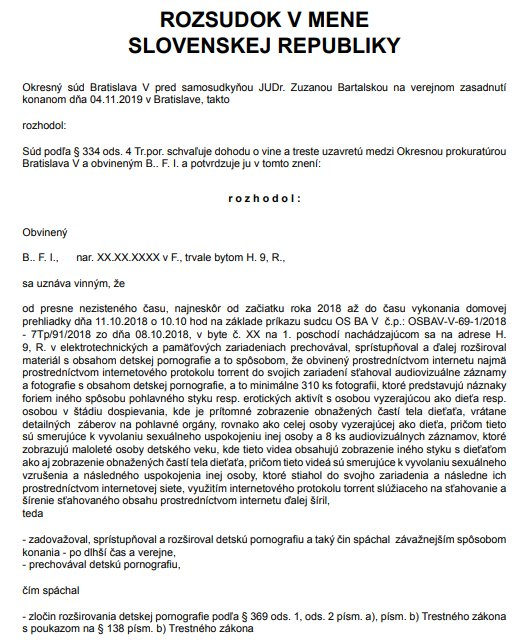 ROZSUDOK V MENE
SLOVENSKEJ REPUBLIKY
Okresný súd Bratislava V pred samosudkyňou JUDr. Zuzanou Bartalskou na verejnom zasadnutí
konanom dňa 04.11.2019 v Bratislave, takto
rozhodol:
Súd podľa § 334 ods. 4 Tr.por. schvaľuje dohodu o vine a treste uzavretú medzi Okresnou prokuratúrou
Bratislava V a obvineným B.. F. I. a potvrdzuje ju v tomto znení:
r o z h o d o l :
Obvinený
B.. F. I., nar. XX.XX.XXXX v F., trvale bytom H. 9, R.,
sa uznáva vinným, že
od presne nezisteného času, najneskôr od začiatku roka 2018 až do času vykonania domovej
prehliadky dňa 11.10.2018 o 10.10 hod na základe príkazu sudcu OS BA V č.p.: OSBAV-V-69-1/2018
- 7Tp/91/2018 zo dňa 08.10.2018, v byte č. XX na 1. poschodí nachádzajúcom sa na adrese H.
9, R. v elektrotechnických a pamäťových zariadeniach prechovával, sprístupňoval a ďalej rozširoval
materiál s obsahom detskej pornografie a to spôsobom, že obvinený prostredníctvom internetu najmä
prostredníctvom internetového protokolu torrent do svojich zariadení sťahoval audiovizuálne záznamy
a fotografie s obsahom detskej pornografie, a to minimálne 310 ks fotografií, ktoré predstavujú náznaky
foriem iného spôsobu pohlavného styku resp. erotických aktivít s osobou vyzerajúcou ako dieťa resp.
osobou v štádiu dospievania, kde je prítomné zobrazenie obnažených častí tela dieťaťa, vrátane
detailných záberov na pohlavné orgány, rovnako ako celej osoby vyzerajúcej ako dieťa, pričom tieto
sú smerujúce k vyvolaniu sexuálneho uspokojeniu inej osoby a 8 ks audiovizuálnych záznamov, ktoré
zobrazujú maloleté osoby detského veku, kde tieto videa obsahujú zobrazenie iného styku s dieťaťom
ako aj zobrazenie obnažených častí tela dieťaťa, pričom tieto videá sú smerujúce k vyvolaniu sexuálneho
vzrušenia a následného uspokojenia inej osoby, ktoré stiahol do svojho zariadenia a následne ich
prostredníctvom internetovej siete, využitím internetového protokolu torrent slúžiaceho na sťahovanie a
šírenie sťahovaného obsahu prostredníctvom internetu ďalej šíril,
teda
- zadovažoval, sprístupňoval a rozširoval detskú pornografiu a taký čin spáchal závažnejším spôsobom
konania - po dlhší čas a verejne,
- prechovával detskú pornografiu,
čím spáchal
- zločin rozširovania detskej pornografie podľa § 369 ods. 1, ods. 2 písm. a), písm. b) Trestného zákona
s poukazom na § 138 písm. b) Trestného zákona